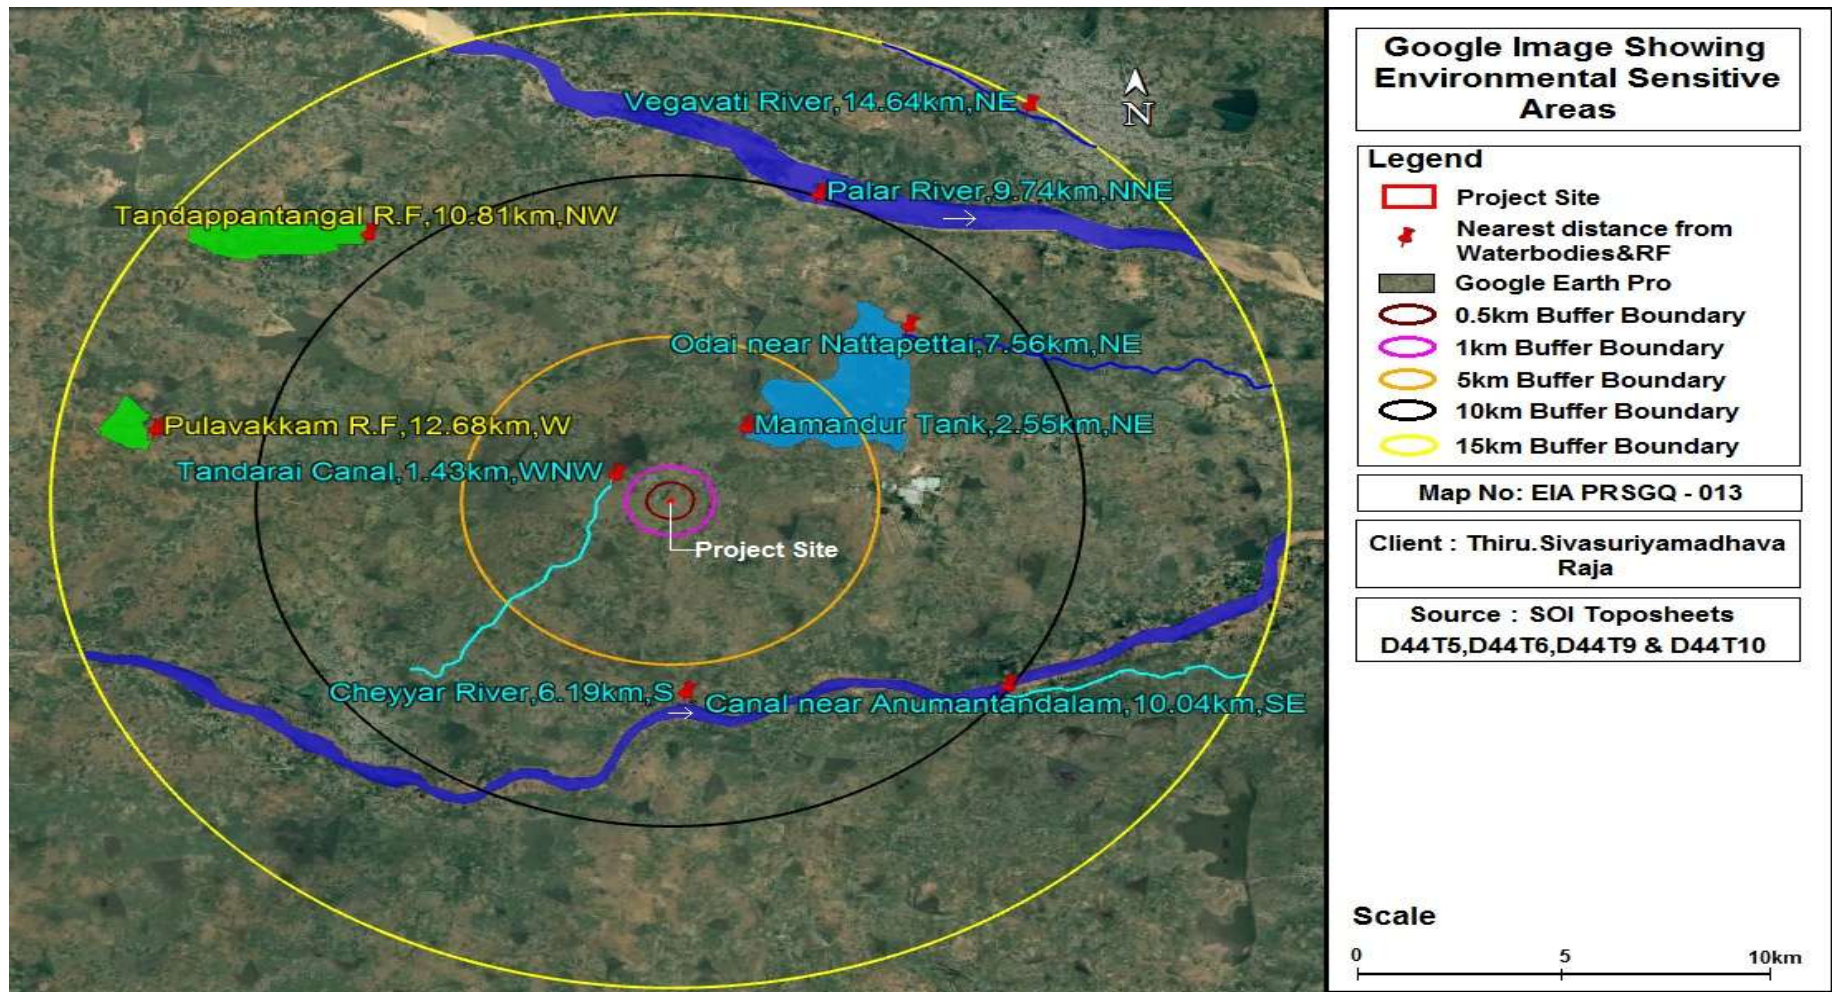 Vegavati River,14.64km,NE
N
Palar River,9.74km,NNE
Tandappantangal R.F,10.81km,NW
Odai near Nattapettai,7.56km,NE
Pulavakkam R.F,12.68km,W
Mamandur Tank,2.55km,NE
Tandarai Canal,1.43km,WNW
Project Site
Cheyyar River,6.19km,S
Canal near Anumantandalam,10.04km,SE
Google Image Showing
Environmental Sensitive
Areas
Legend
Project Site
Nearest distance from
Waterbodies&RF
Google Earth Pro
0.5km Buffer Boundary
1km Buffer Boundary
5km Buffer Boundary
10km Buffer Boundary
15km Buffer Boundary
Map No: EIA PRSGQ - 013
Client : Thiru.Sivasuriyamadhava
Raja
Source : SOI Toposheets
D44T5,D44T6,D44T9 & D44T10
Scale
0 5 10km